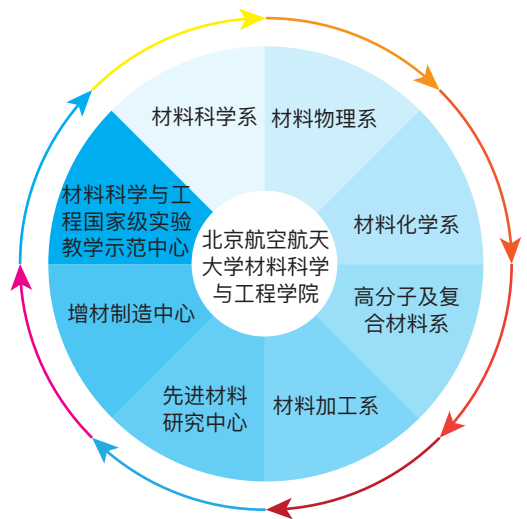 材料科学系
材料物理系
材料化学系
高分子及复
合材料系
材料加工系
先进材料
研究中心
增材制造中心
材料科学与工
程国家级实验
教学示范中心
北京航空航天
大学材料科学
与工程学院